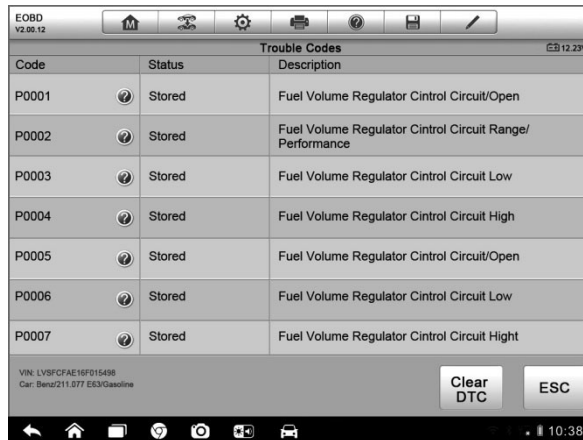 EOBD
V2.00.12
M
Trouble Codes
12.23V
Code Status Description
P0001 Stored Fuel Volume Regulator Cintrol Circuit/Open
P0002 Stored Fuel Volume Regulator Cintrol Circuit Range/
Performance
P0003 Stored Fuel Volume Regulator Cintrol Circuit Low
P0004 Stored Fuel Volume Regulator Cintrol Circuit High
P0005 Stored Fuel Volume Regulator Cintrol Circuit/Open
P0006 Stored Fuel Volume Regulator Cintrol Circuit Low
P0007 Stored Fuel Volume Regulator Cintrol Circuit Hight
VIN: LVSFCFAE16F015498
Car: Benz/211.077 E63/Gasoline
Clear
DTC
ESC
10:38